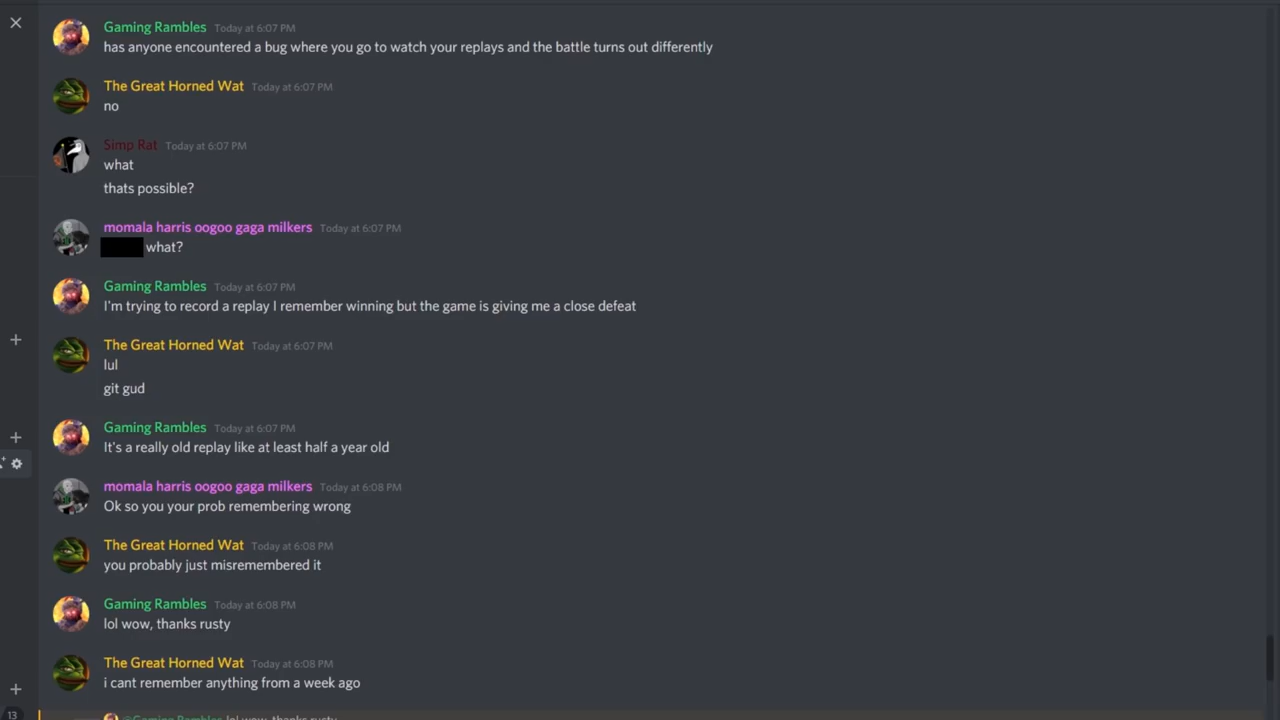 Gaming Rambles Today at 6:07 PM
has anyone encountered a bug where you go to watch your replays and the battle turns out differently
The Great Horned Wat Today at 6:07 PM
no
Simp Rat Today at 6:07 PM
what
thats possible?
momala harris oogoo gaga milkers Today at 6:07 PM
what?
Gaming Rambles Today at 6:07 PM
I'm trying to record a replay I remember winning but the game is giving me a close defeat
The Great Horned Wat Today at 6:07 PM
lul
git gud
Gaming Rambles Today at 6:07 PM
It's a really old replay like at least half a year old
momala harris oogoo gaga milkers Today at 6:08 PM
Ok so you your prob remembering wrong
The Great Horned Wat Today at 6:08 PM
you probably just misremembered it
Gaming Rambles Today at 6:08 PM
lol wow, thanks rusty
The Great Horned Wat Today at 6:08 PM
i cant remember anything from a week ago
13
@Gaming Rambles lol wow, thanks rusty